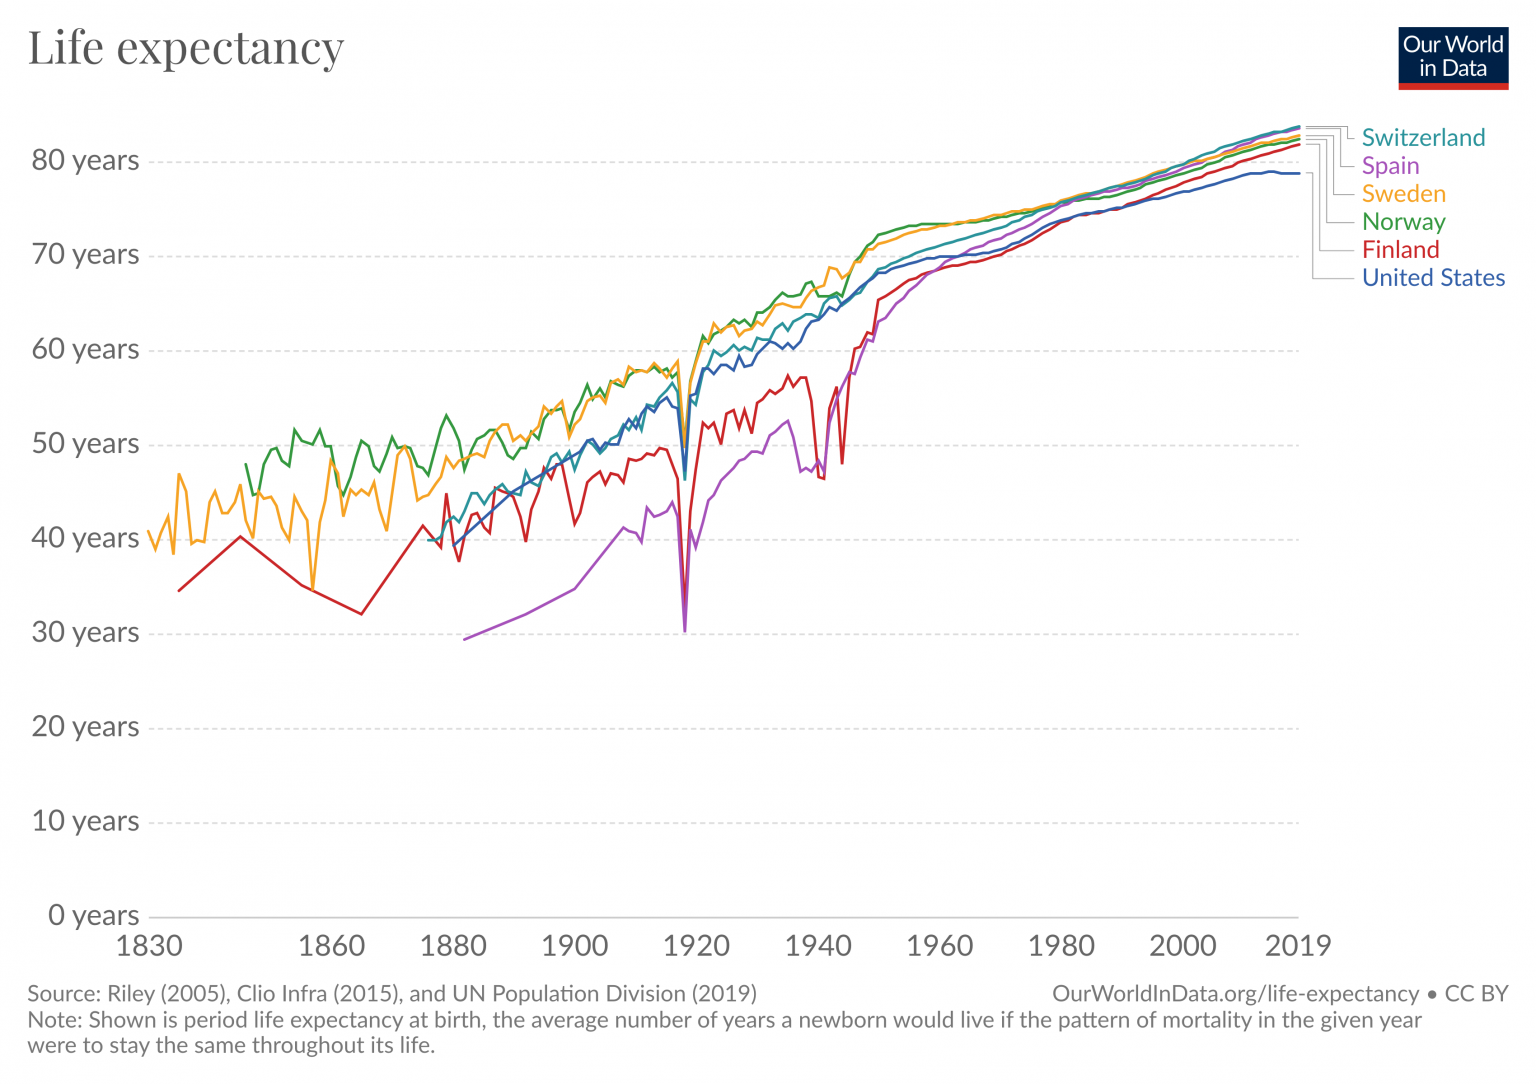 Life expectancy
Our World
in Data
80 years
70 years
60 years
50 years
40 years
30 years
20 years
10 years
0 years
1830 1860 1880 1900 1920 1940 1960 1980 2000 2019
Switzerland
Spain
Sweden
Norway
Finland
United States
Source: Riley (2005), Clio Infra (2015), and UN Population Division (2019)
OurWorldInData.org/life-expectancy • CC BY
Note: Shown is period life expectancy at birth, the average number of years a newborn would live if the pattern of mortality in the given year
were to stay the same throughout its life.